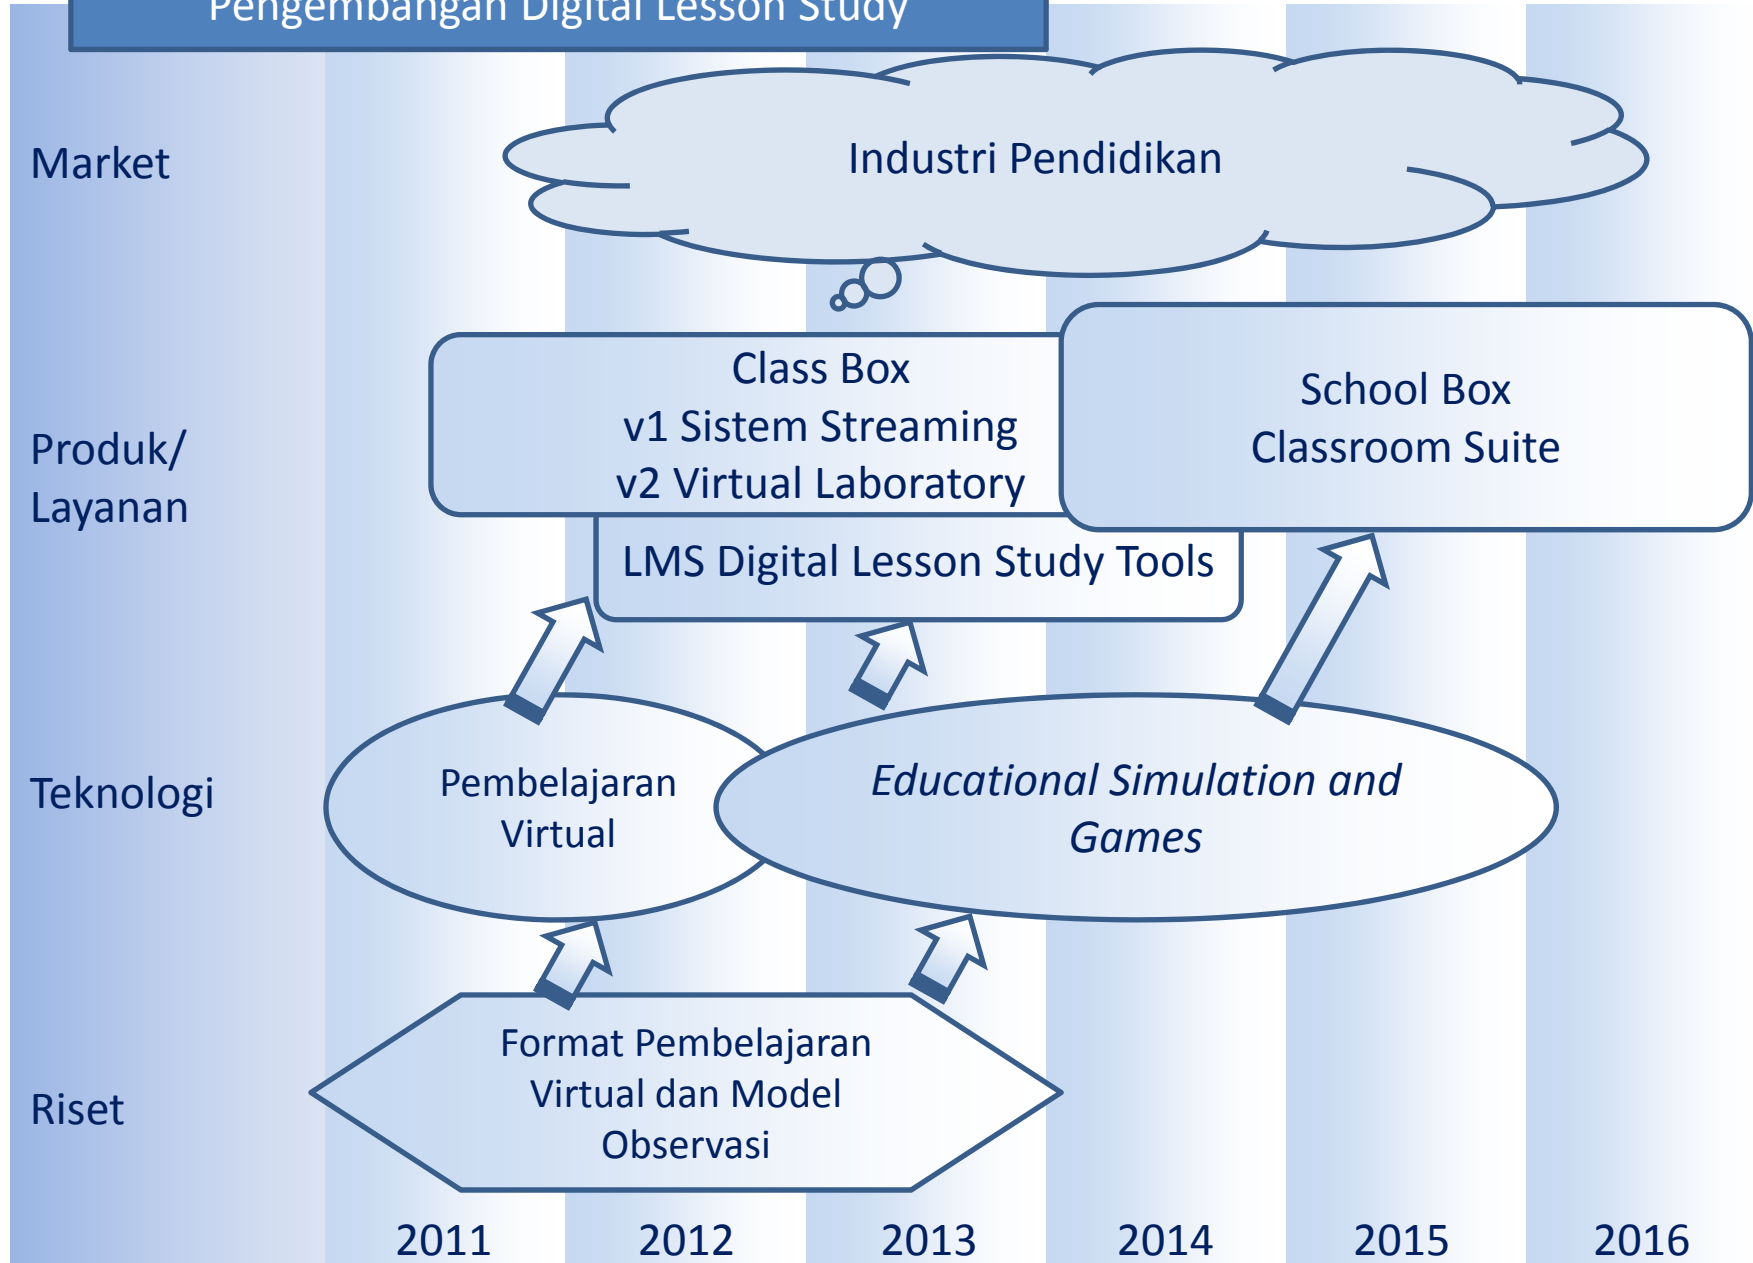 Pengembangan Digital Lesson Study
Market
Industri Pendidikan
Produk/
Layanan
Class Box
v1 Sistem Streaming
v2 Virtual Laboratory
School Box
Classroom Suite
LMS Digital Lesson Study Tools
Teknologi
Pembelajaran
Virtual
Educational Simulation and
Games
Riset
Format Pembelajaran
Virtual dan Model
Observasi
2011 2012 2013 2014 2015 2016